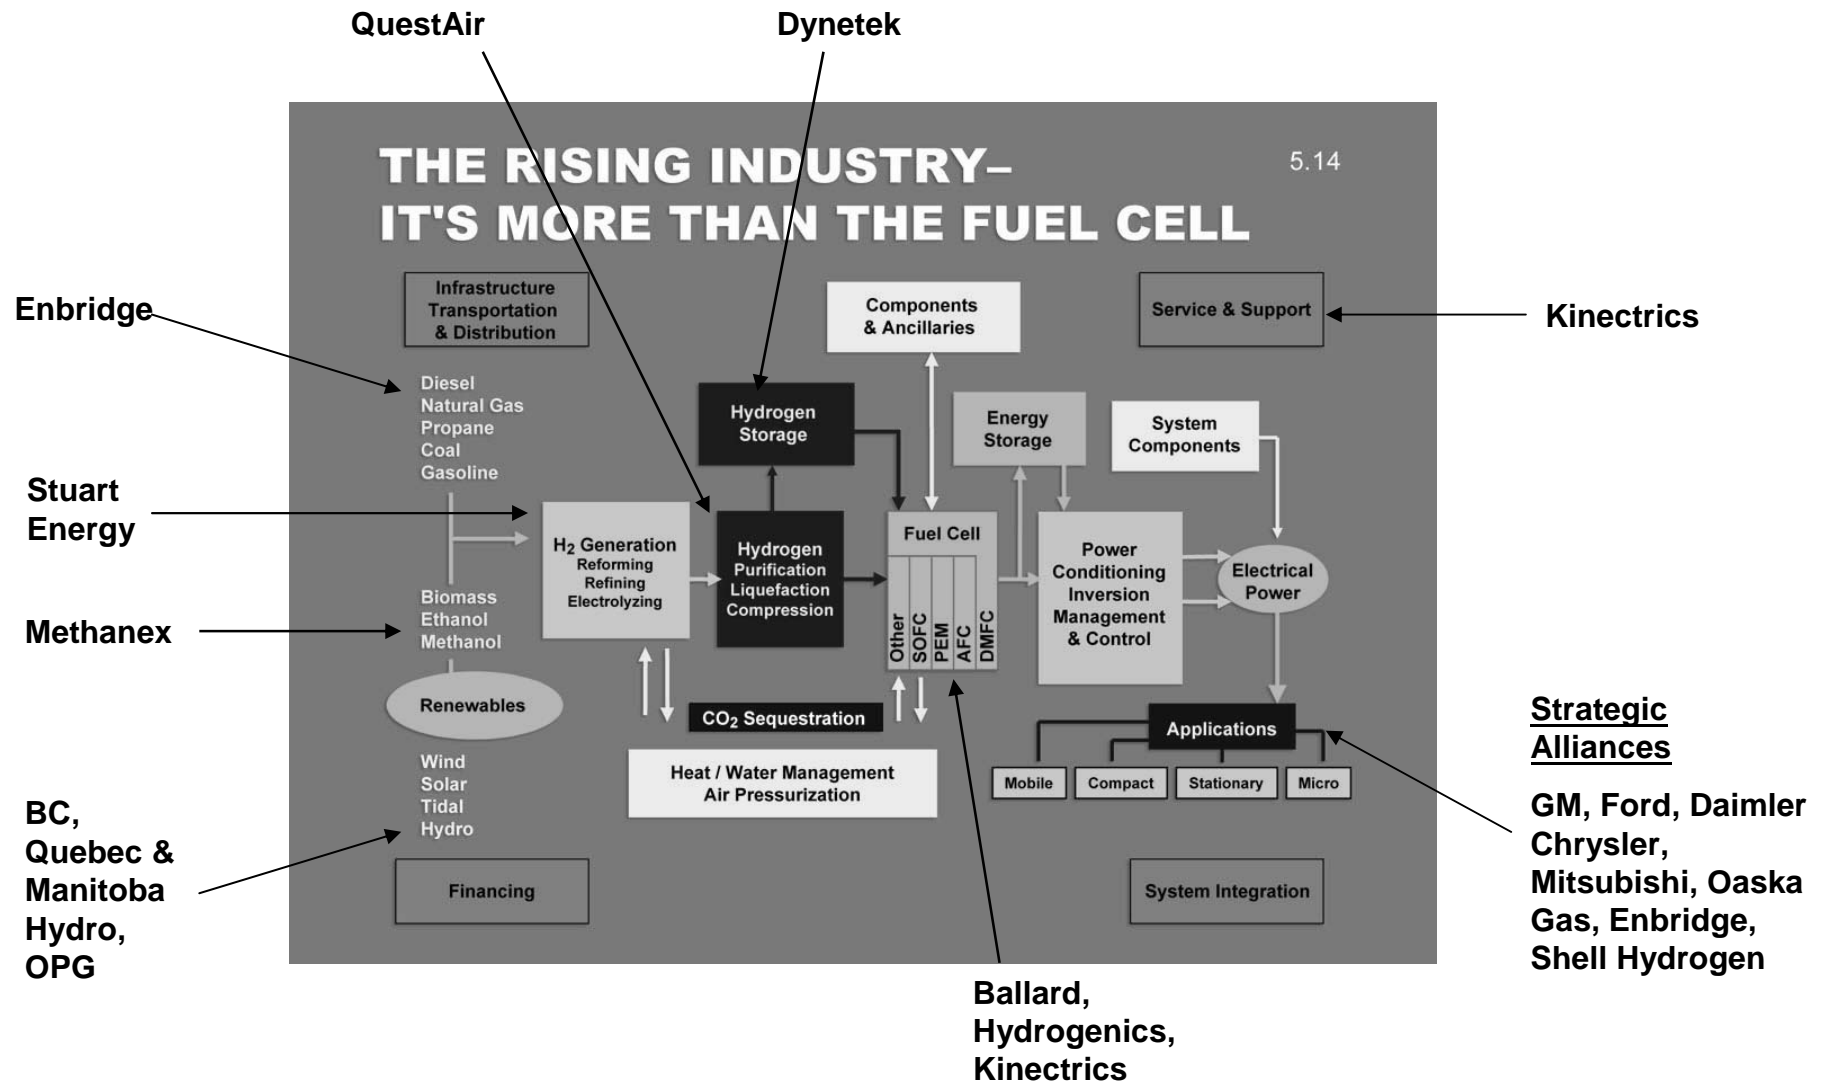 QuestAir
Dynetek
THE RISING INDUSTRY–
5.14
IT'S MORE THAN THE FUEL CELL
Enbridge
Infrastructure
Transportation
& Distribution
Components
& Ancillaries
Service & Support
Kinectrics
Diesel
Natural Gas
Propane
Coal
Gasoline
Hydrogen
Storage
Energy
Storage
System
Components
Stuart
Energy
H2 Generation
Reforming
Refining
Electrolyzing
Hydrogen
Purification
Liquefaction
Compression
Fuel Cell
Other
SOFC
PEM
AFC
DMFC
Power
Conditioning
Inversion
Management
& Control
Electrical
Power
Biomass
Ethanol
Methanol
Methanex
Renewables
CO2 Sequestration
Heat / Water Management
Air Pressurization
Applications
Mobile
Compact
Stationary
Micro
Wind
Solar
Tidal
Hydro
BC,
Quebec &
Manitoba
Hydro,
OPG
Financing
System Integration
Strategic
Alliances
GM, Ford, Daimler
Chrysler,
Mitsubishi, Oaska
Gas, Enbridge,
Shell Hydrogen
Ballard,
Hydrogenics,
Kinectrics